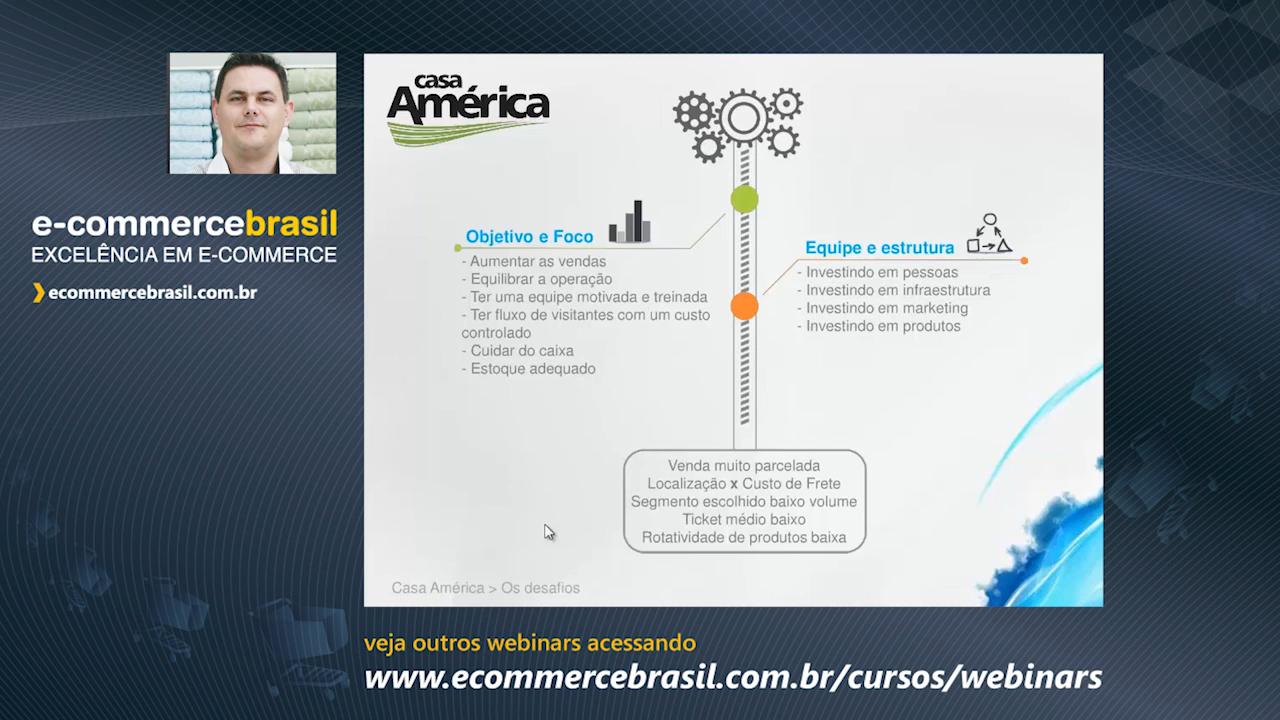 e-commercebrasil
EXCELÊNCIA EM E-COMMERCE
ecommercebrasil.com.br
casa
América
Objetivo e Foco
- Aumentar as vendas
- Equilibrar a operação
- Ter uma equipe motivada e treinada
- Ter fluxo de visitantes com um custo
controlado
- Cuidar do caixa
- Estoque adequado
Equipe e estrutura
- Investindo em pessoas
- Investindo em infraestrutura
- Investindo em marketing
- Investindo em produtos
Venda muito parcelada
Localização x Custo de Frete
Segmento escolhido baixo volume
Ticket médio baixo
Rotatividade de produtos baixa
Casa América > Os desafios
veja outros webinars acessando
www.ecommercebrasil.com.br/cursos/webinars